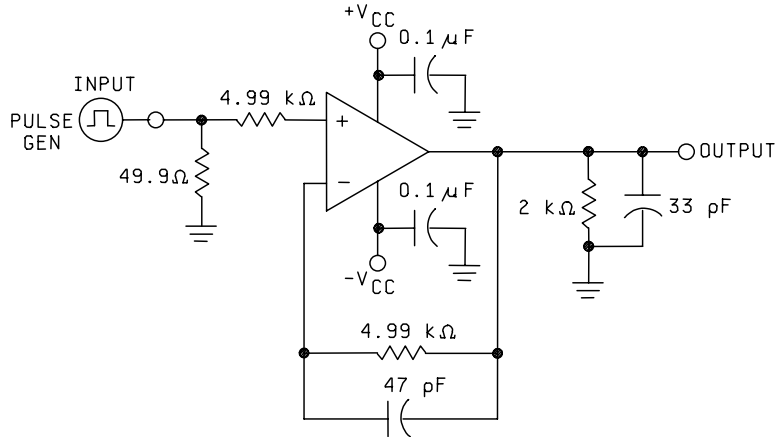 +VCC
0.1 μF
INPUT
4.99 kΩ
PULSE
GEN
+
OUTPUT
49.9Ω
−
0.1 μF
2 kΩ
33 pF
-VCC
4.99 kΩ
47 pF